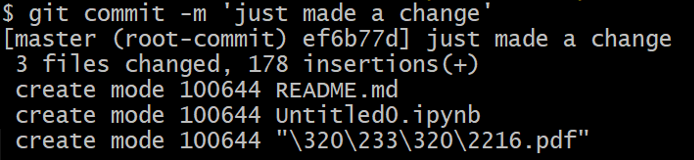 $ git commit -m 'just made a change'
[master (root-commit) ef6b77d] just made a change
 3 files changed, 178 insertions(+)
 create mode 100644 README.md
 create mode 100644 Untitled0.ipynb
 create mode 100644 "\320\233\320\2216.pdf"